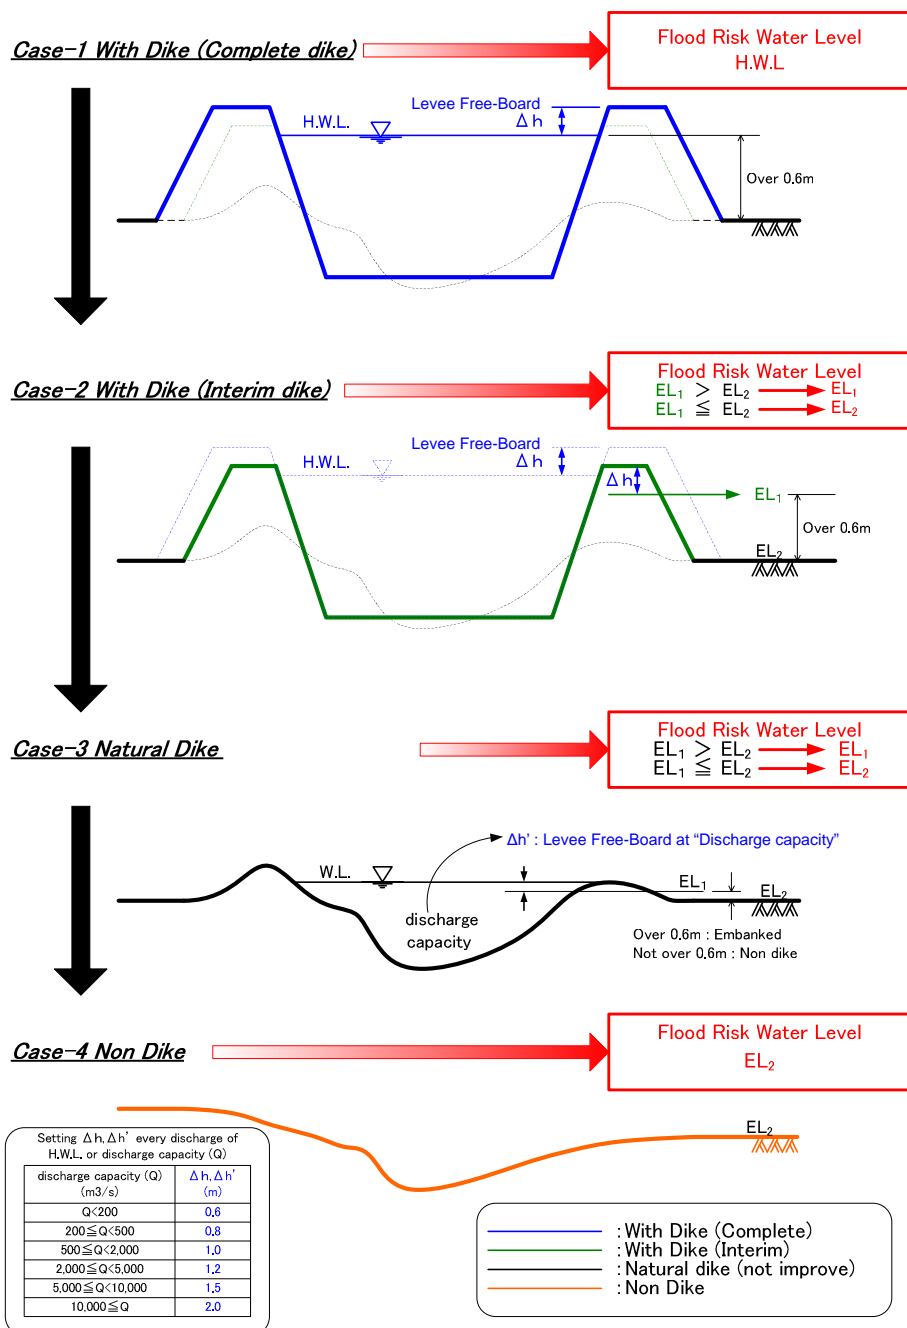 Case-1 With Dike (Complete dike)
Flood Risk Water Level
H.W.L
Levee Free-Board
Δh
H.W.L.
Over 0.6m
Case-2 With Dike (Interim dike)
Flood Risk Water Level
EL₁ > EL₂ EL₁
EL₁ ≦ EL₂ EL₂
Levee Free-Board
Δh
H.W.L.
Δh
EL₁
Over 0.6m
EL₂
Case-3 Natural Dike
Flood Risk Water Level
EL₁ > EL₂ EL₁
EL₁ ≦ EL₂ EL₂
Δh' : Levee Free-Board at "Discharge capacity"
W.L.
EL₁
EL₂
discharge
capacity
Over 0.6m : Embanked
Not over 0.6m : Non dike
Case-4 Non Dike
Flood Risk Water Level
EL₂
EL₂
Setting Δh, Δh' every discharge of
H.W.L. or discharge capacity (Q)
discharge capacity (Q) Δh, Δh'
(m3/s) (m)
Q<200 0.6
200≦Q<500 0.8
500≦Q<2,000 1.0
2,000≦Q<5,000 1.2
5,000≦Q<10,000 1.5
10,000≦Q 2.0
: With Dike (Complete)
: With Dike (Interim)
: Natural dike (not improve)
: Non Dike